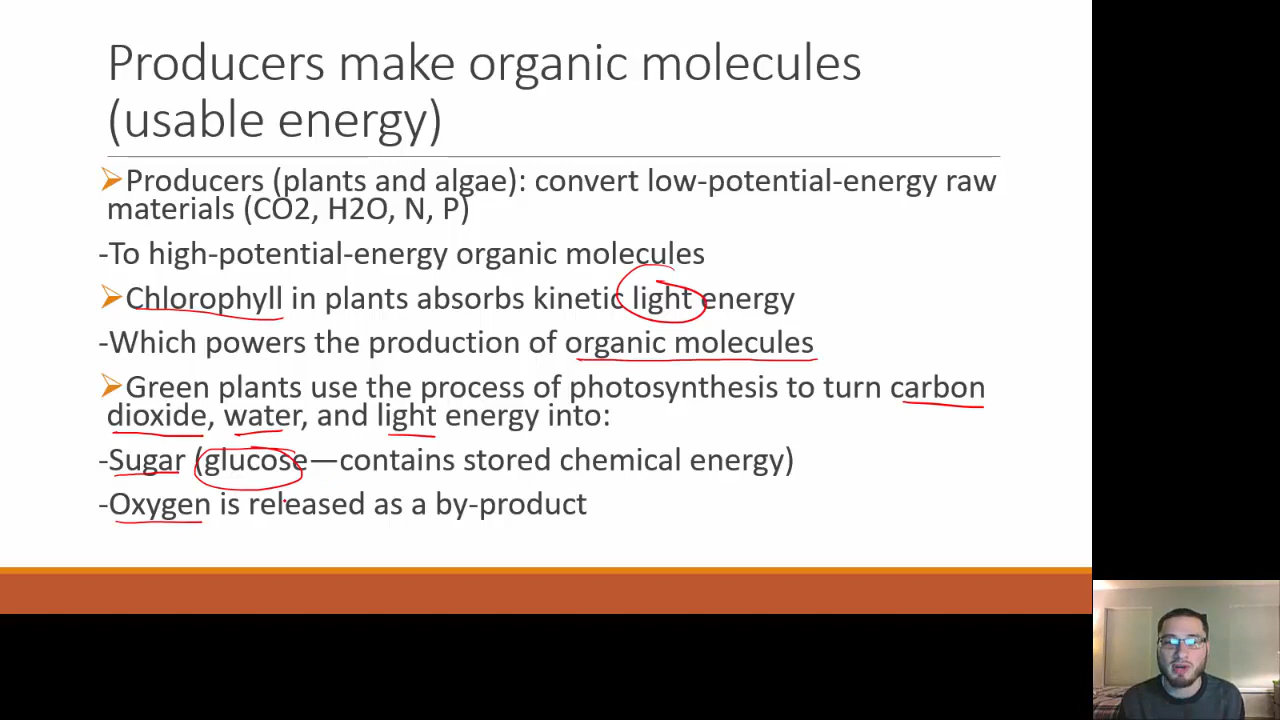 Producers make organic molecules
(usable energy)
➢Producers (plants and algae): convert low-potential-energy raw
materials (CO2, H2O, N, P)
-To high-potential-energy organic molecules
➢Chlorophyll in plants absorbs kinetic light energy
-Which powers the production of organic molecules
➢Green plants use the process of photosynthesis to turn carbon
dioxide, water, and light energy into:
-Sugar (glucose—contains stored chemical energy)
-Oxygen is released as a by-product